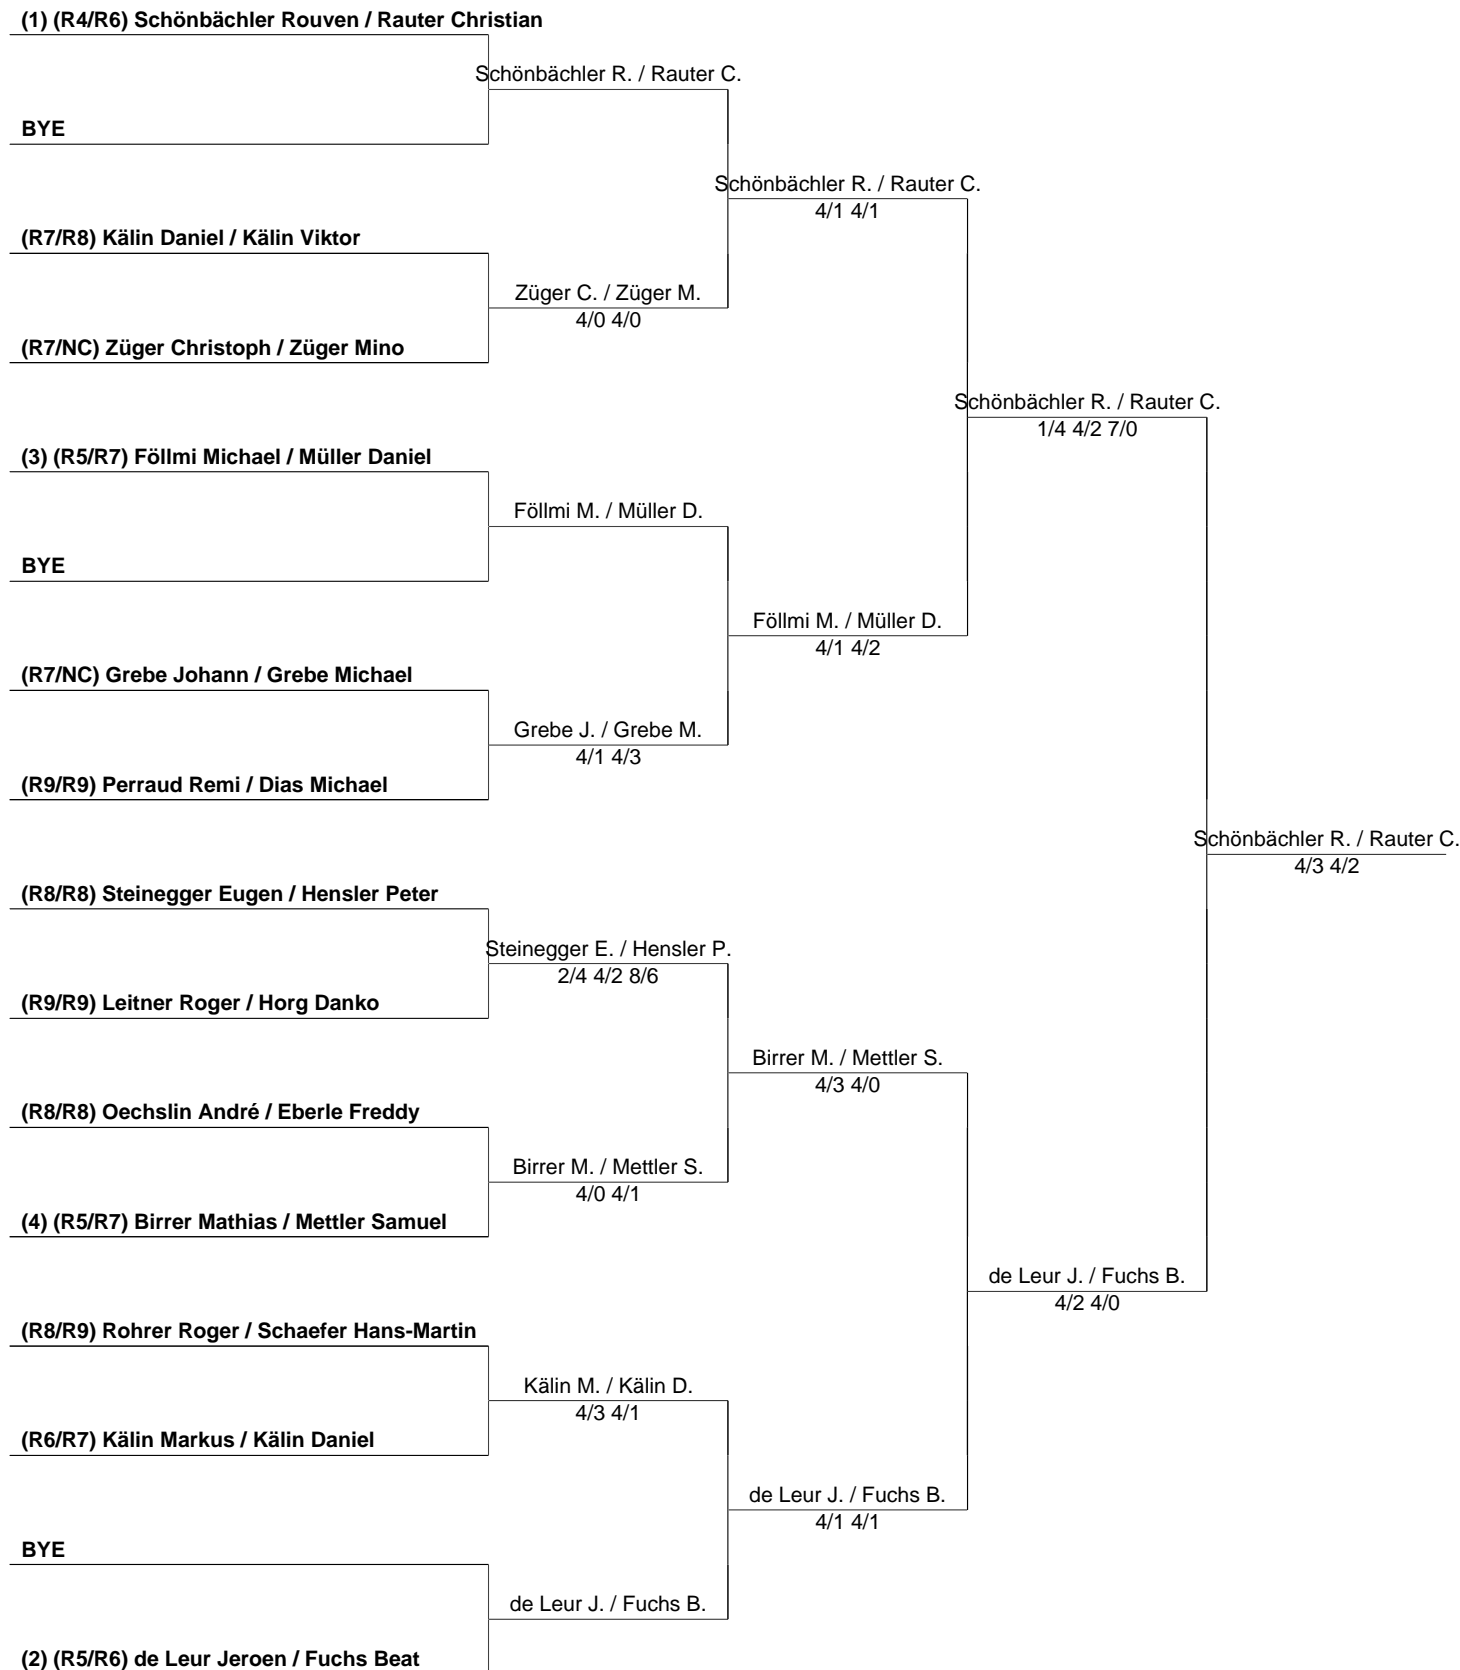 (1) (R4/R6) Schönbächler Rouven / Rauter Christian
Schönbächler R. / Rauter C.
BYE
Schönbächler R. / Rauter C.
4/1 4/1
(R7/R8) Kälin Daniel / Kälin Viktor
Züger C. / Züger M.
4/0 4/0
(R7/NC) Züger Christoph / Züger Mino
Schönbächler R. / Rauter C.
1/4 4/2 7/0
(3) (R5/R7) Föllmi Michael / Müller Daniel
Föllmi M. / Müller D.
BYE
Föllmi M. / Müller D.
4/1 4/2
(R7/NC) Grebe Johann / Grebe Michael
Grebe J. / Grebe M.
4/1 4/3
(R9/R9) Perraud Remi / Dias Michael
Schönbächler R. / Rauter C.
4/3 4/2
(R8/R8) Steinegger Eugen / Hensler Peter
Steinegger E. / Hensler P.
2/4 4/2 8/6
(R9/R9) Leitner Roger / Horg Danko
Birrer M. / Mettler S.
4/3 4/0
(R8/R8) Oechslin André / Eberle Freddy
Birrer M. / Mettler S.
4/0 4/1
(4) (R5/R7) Birrer Mathias / Mettler Samuel
de Leur J. / Fuchs B.
4/2 4/0
(R8/R9) Rohrer Roger / Schaefer Hans-Martin
Kälin M. / Kälin D.
4/3 4/1
(R6/R7) Kälin Markus / Kälin Daniel
de Leur J. / Fuchs B.
4/1 4/1
BYE
de Leur J. / Fuchs B.
(2) (R5/R6) de Leur Jeroen / Fuchs Beat